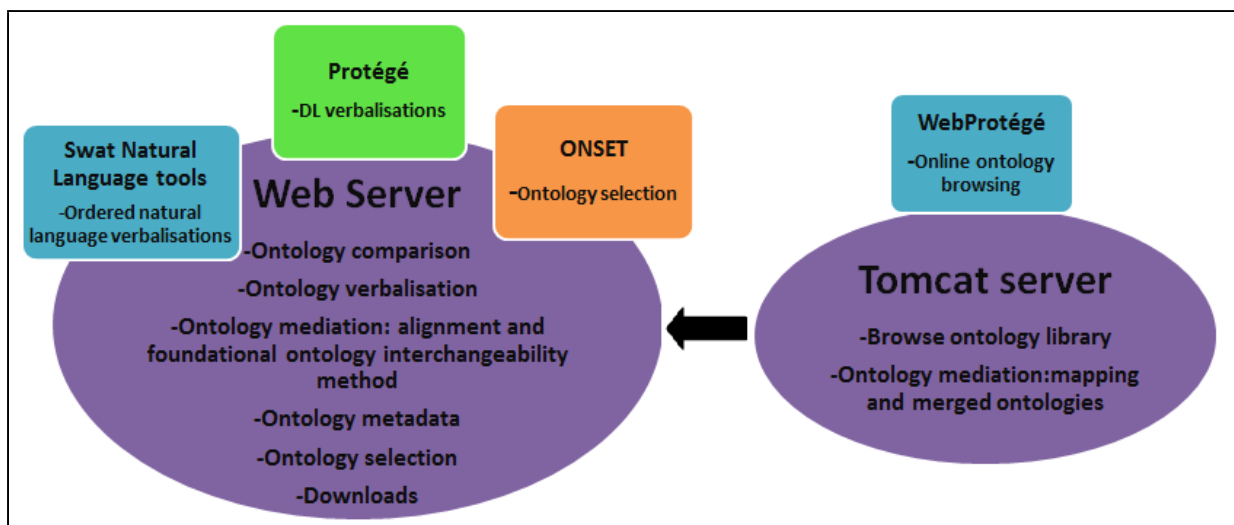 Protégé
-DL verbalisations
Swat Natural
Language tools
-Ordered natural
language verbalisations
ONSET
-Ontology selection
Web Server
-Ontology comparison
-Ontology verbalisation
-Ontology mediation: alignment and
foundational ontology interchangeability
method
-Ontology metadata
-Ontology selection
-Downloads
WebProtégé
-Online ontology
browsing
Tomcat server
-Browse ontology library
-Ontology mediation:mapping
and merged ontologies